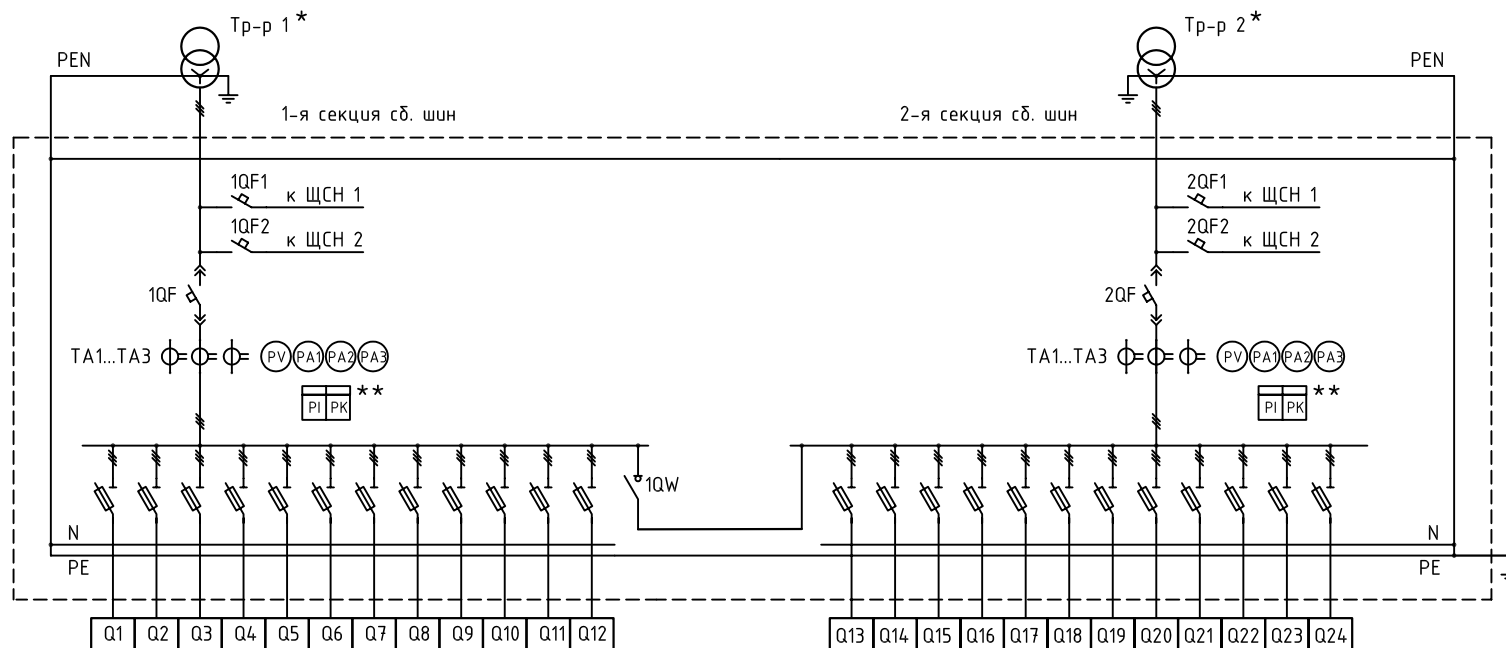 Тр-р 1*
Тр-р 2*
PEN
PEN
1-я секция сб. шин
2-я секция сб. шин
1QF1
к ЩСН 1
2QF1
к ЩСН 1
1QF2
к ЩСН 2
2QF2
к ЩСН 2
1QF
2QF
TA1...TA3
PV
PA1
PA2
PA3
TA1...TA3
PV
PA1
PA2
PA3
PI
PK
**
PI
PK
**
1QW
N
N
PE
PE
Q1
Q2
Q3
Q4
Q5
Q6
Q7
Q8
Q9
Q10
Q11
Q12
Q13
Q14
Q15
Q16
Q17
Q18
Q19
Q20
Q21
Q22
Q23
Q24